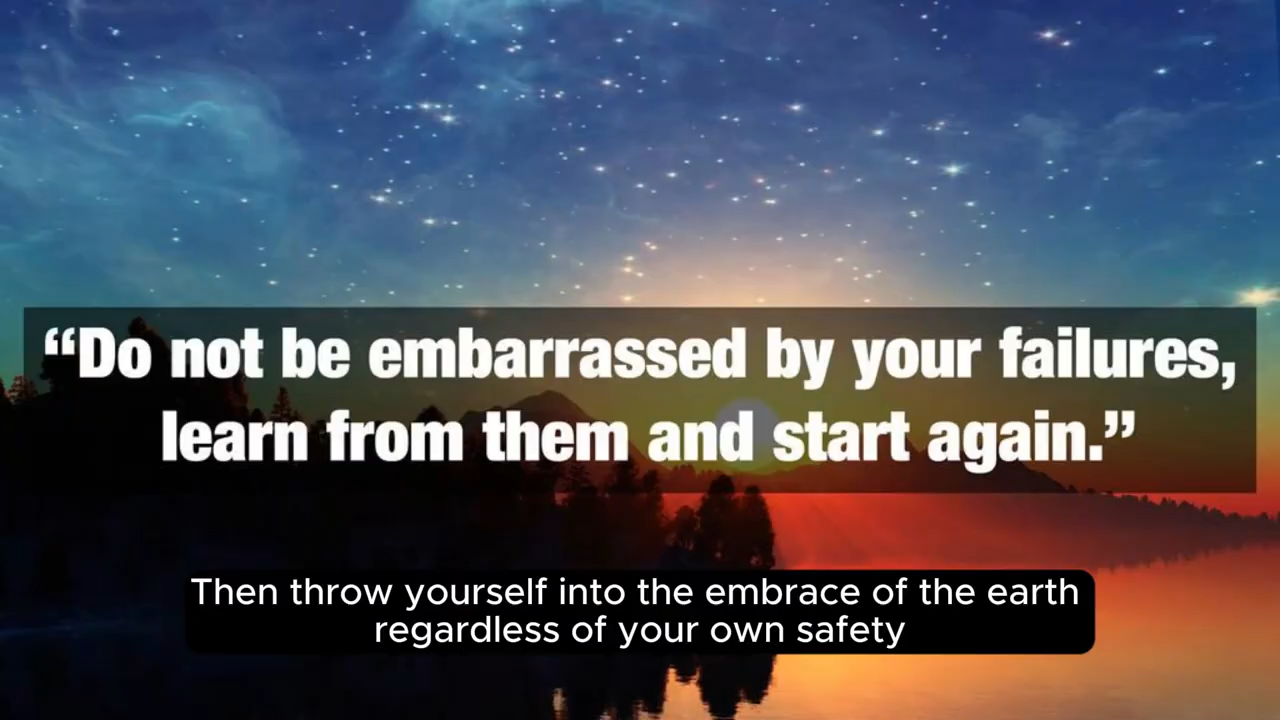 “Do not be embarrassed by your failures,
learn from them and start again.”
Then throw yourself into the embrace of the earth
regardless of your own safety